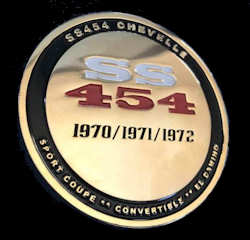 SS454 CHEVELLE
SS
454
1970/1971/1972
SPORT COUPE ** CONVERTIBLE ** EL CAMINO